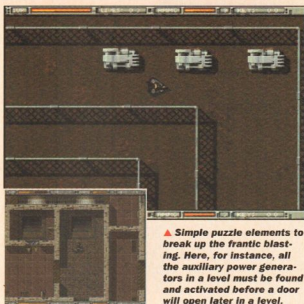 ▲ Simple puzzle elements to
break up the frantic blast-
ing. Here, for instance, all
the auxiliary power genera-
tors in a level must be found
and activated before a door
will open later in a level.